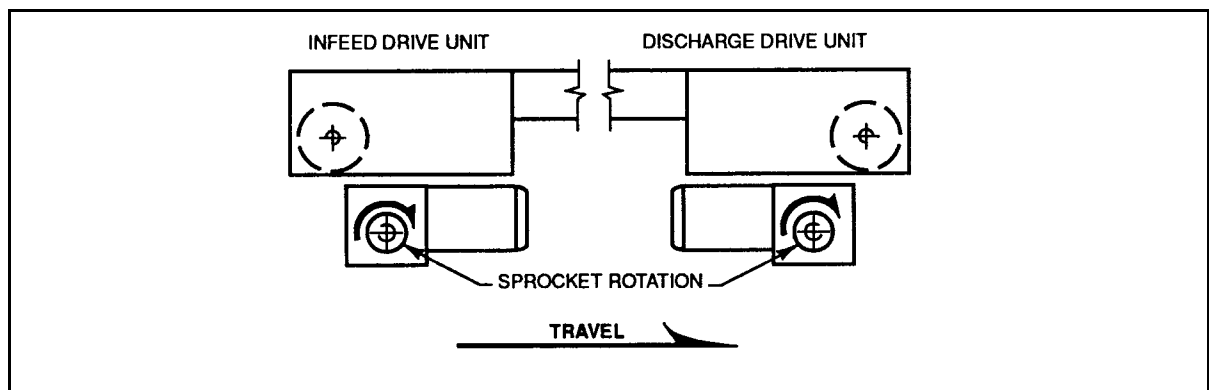 INFEED DRIVE UNIT
DISCHARGE DRIVE UNIT
SPROCKET ROTATION
TRAVEL